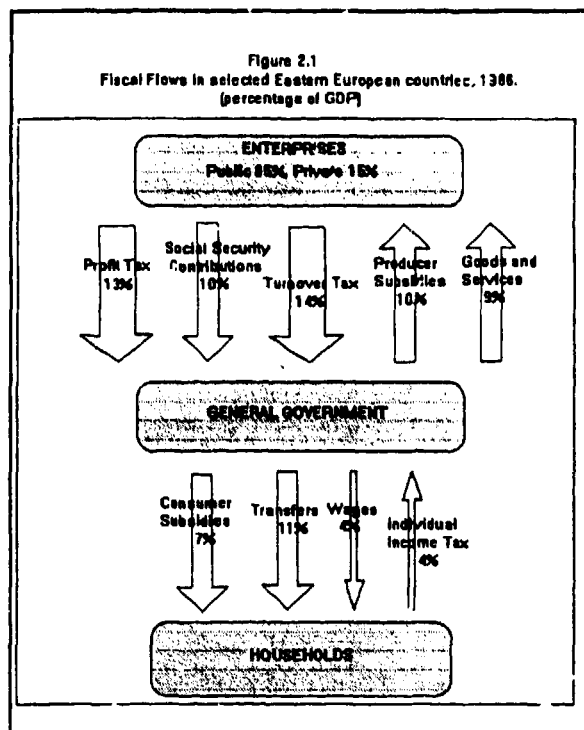 Figure 2.1
Fiscal Flows in selected Eastern European countries, 1986.
(percentage of GDP)
ENTERPRISES
Public 85%, Private 15%
Profit Tax
13%
Social Security
Contributions
10%
Turnover Tax
14%
Producer
Subsidies
10%
Goods and
Services
9%
GENERAL GOVERNMENT
Consumer
Subsidies
7%
Transfers
11%
Wages
4%
Individual
Income Tax
4%
HOUSEHOLDS